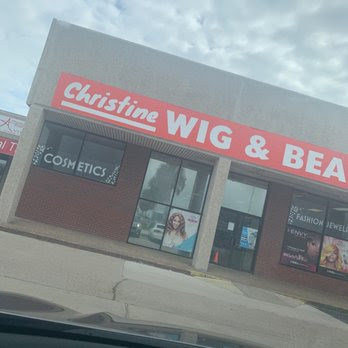 Christine WIG & BEA
COSMETICS
FASHION JEWEL